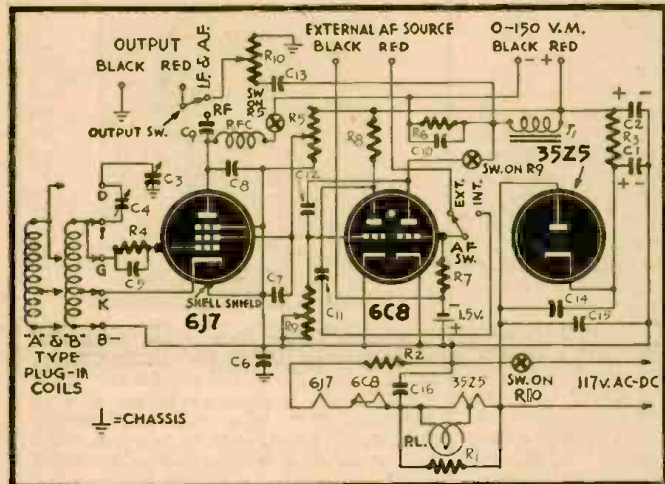 OUTPUT
BLACK RED
I.F. & A.F.
R10
C13
SW ON R5
EXTERNAL AF SOURCE
BLACK RED
0-150 V.M.
BLACK RED
- +
OUTPUT SW.
RF
C9
RFC
R5
R8
R6
C10
T1
35Z5
+ -
C2
R3
C1
+ -
SW. ON R9
D
C3
C4
C8
C12
I
R4
G
C5
EXT.
INT.
AF SW.
K
SHELL SHIELD
C7
C11
R7
B-
6J7
R9
6C8
- 1.5V.
+
C14
C15
"A" & "B"
TYPE
PLUG-IN
COILS
C6
R2
6J7
6C8
C16
35Z5
SW. ON
R10
117V. AC-DC
=CHASSIS
P.L.
R1